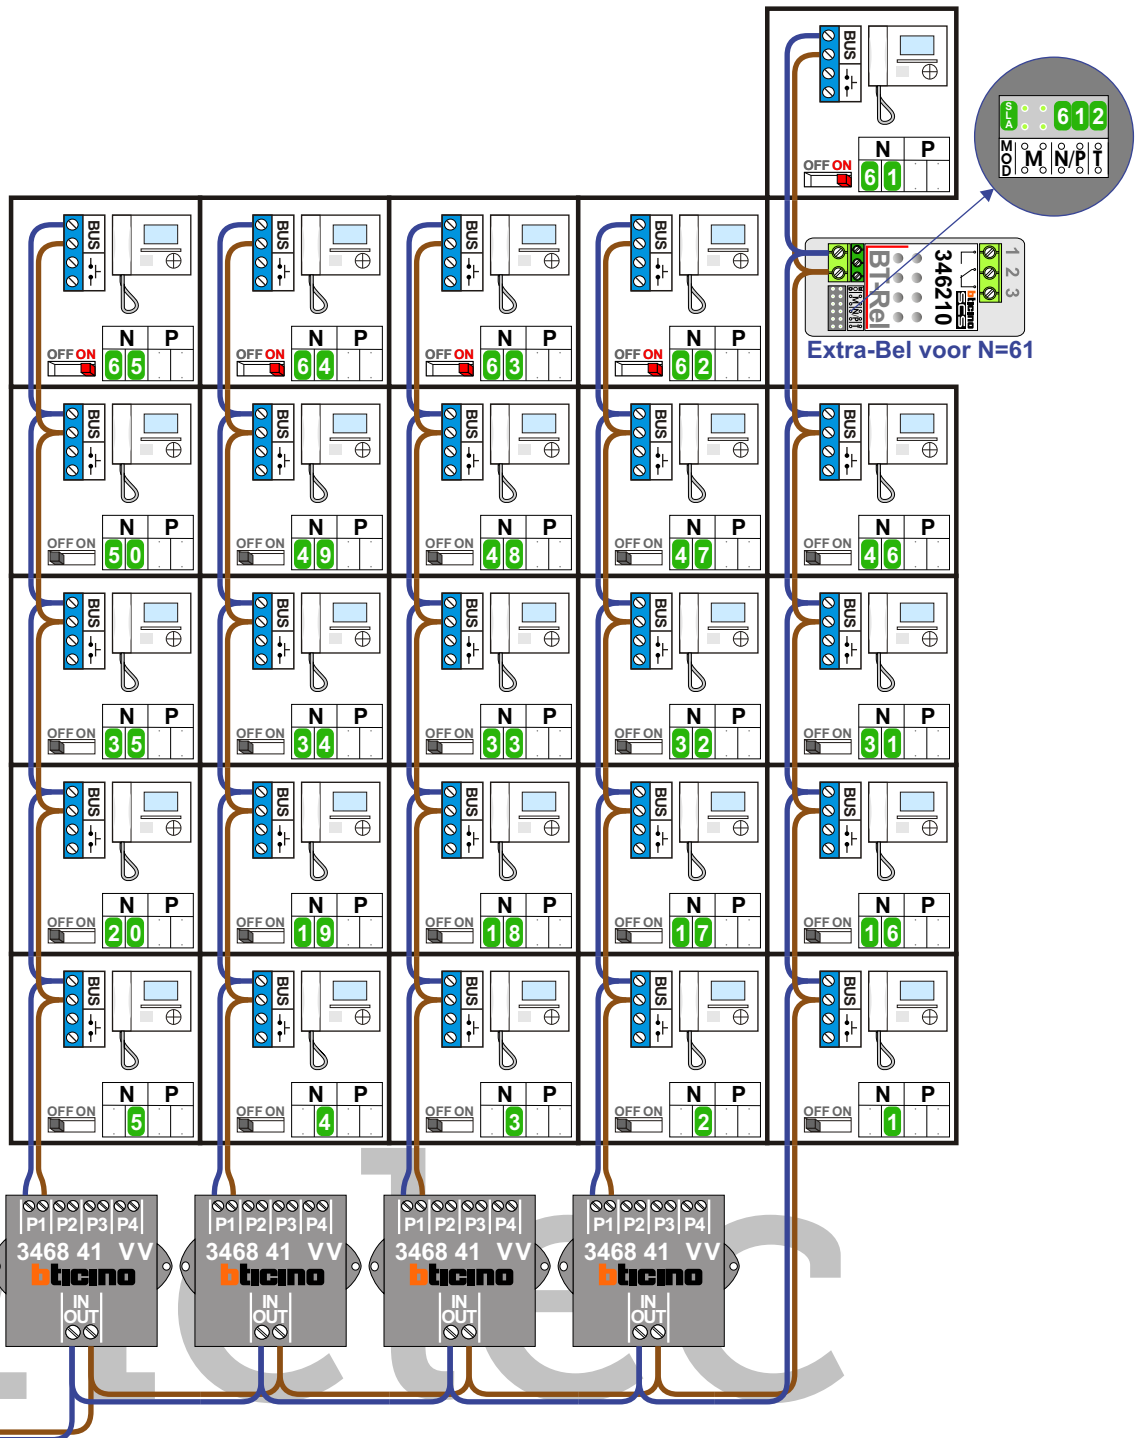 BUS
N P
OFF ON
6 1
S L A 6 1 2
M O D M N/P T
BT-Rel
346210
bticino
SCS
1 2 3
M N P T
Extra-Bel voor N=61
BUS BUS BUS BUS
N P N P N P N P
OFF ON OFF ON OFF ON OFF ON
6 5 6 4 6 3 6 2
BUS BUS BUS BUS BUS
N P N P N P N P N P
OFF ON OFF ON OFF ON OFF ON OFF ON
5 0 4 9 4 8 4 7 4 6
BUS BUS BUS BUS BUS
N P N P N P N P N P
OFF ON OFF ON OFF ON OFF ON OFF ON
3 5 3 4 3 3 3 2 3 1
BUS BUS BUS BUS BUS
N P N P N P N P N P
OFF ON OFF ON OFF ON OFF ON OFF ON
2 0 1 9 1 8 1 7 1 6
BUS BUS BUS BUS BUS
N P N P N P N P N P
OFF ON OFF ON OFF ON OFF ON OFF ON
5 4 3 2 1
P1 P2 P3 P4 P1 P2 P3 P4 P1 P2 P3 P4 P1 P2 P3 P4
3468 41 VV 3468 41 VV 3468 41 VV 3468 41 VV
bticino bticino bticino bticino
IN IN IN IN
OUT OUT OUT OUT